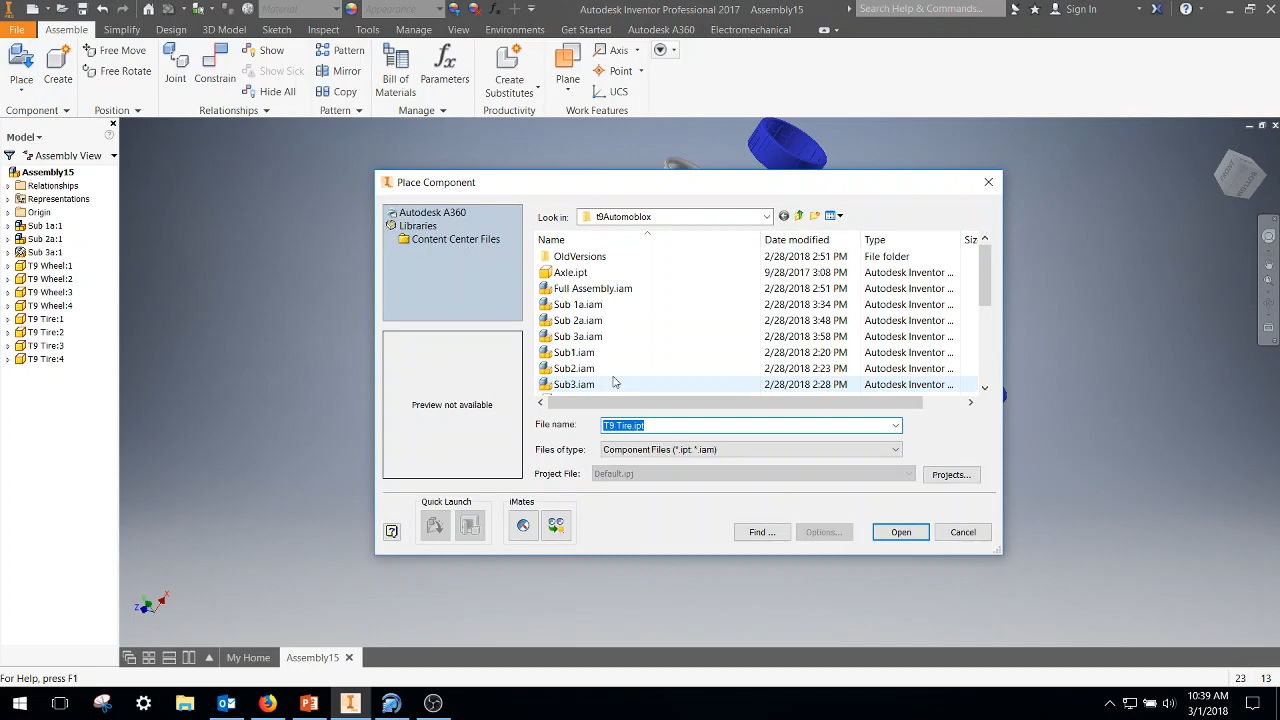 Material
Appearance
Autodesk Inventor Professional 2017 Assembly15
Search Help & Commands...
Sign In
File Assemble Simplify Design 3D Model Sketch Inspect Tools Manage View Environments Get Started Autodesk A360 Electromechanical
Place
Create
Free Move
Free Rotate
Joint
Constrain
Show
Show Sick
Hide All
Pattern
Mirror
Copy
Bill of
Materials
fx
Parameters
Create
Substitutes
Plane
Axis
Point
UCS
Component
Position
Relationships
Pattern
Manage
Productivity
Work Features
Model
Assembly View
Assembly15
Relationships
Representations
Origin
Sub 1a:1
Sub 2a:1
Sub 3a:1
T9 Wheel:1
T9 Wheel:2
T9 Wheel:3
T9 Wheel:4
T9 Tire:1
T9 Tire:2
T9 Tire:3
T9 Tire:4
FRONT
BOTTOM
Place Component
Autodesk A360
Libraries
Content Center Files
Preview not available
Look in: t9Automoblox
Name Date modified Type Siz
OldVersions 2/28/2018 2:51 PM File folder
Axle.ipt 9/28/2017 3:08 PM Autodesk Inventor ...
Full Assembly.iam 2/28/2018 2:51 PM Autodesk Inventor ...
Sub 1a.iam 2/28/2018 3:34 PM Autodesk Inventor ...
Sub 2a.iam 2/28/2018 3:48 PM Autodesk Inventor ...
Sub 3a.iam 2/28/2018 3:58 PM Autodesk Inventor ...
Sub1.iam 2/28/2018 2:20 PM Autodesk Inventor ...
Sub2.iam 2/28/2018 2:23 PM Autodesk Inventor ...
Sub3.iam 2/28/2018 2:28 PM Autodesk Inventor ...
File name: T9 Tire.ipt
Files of type: Component Files (*.ipt; *.iam)
Project File: Default.ipj
Projects...
Quick Launch
iMates
Find ...
Options...
Open
Cancel
Z
X
My Home
Assembly15
For Help, press F1
23 13
10:39 AM
3/1/2018